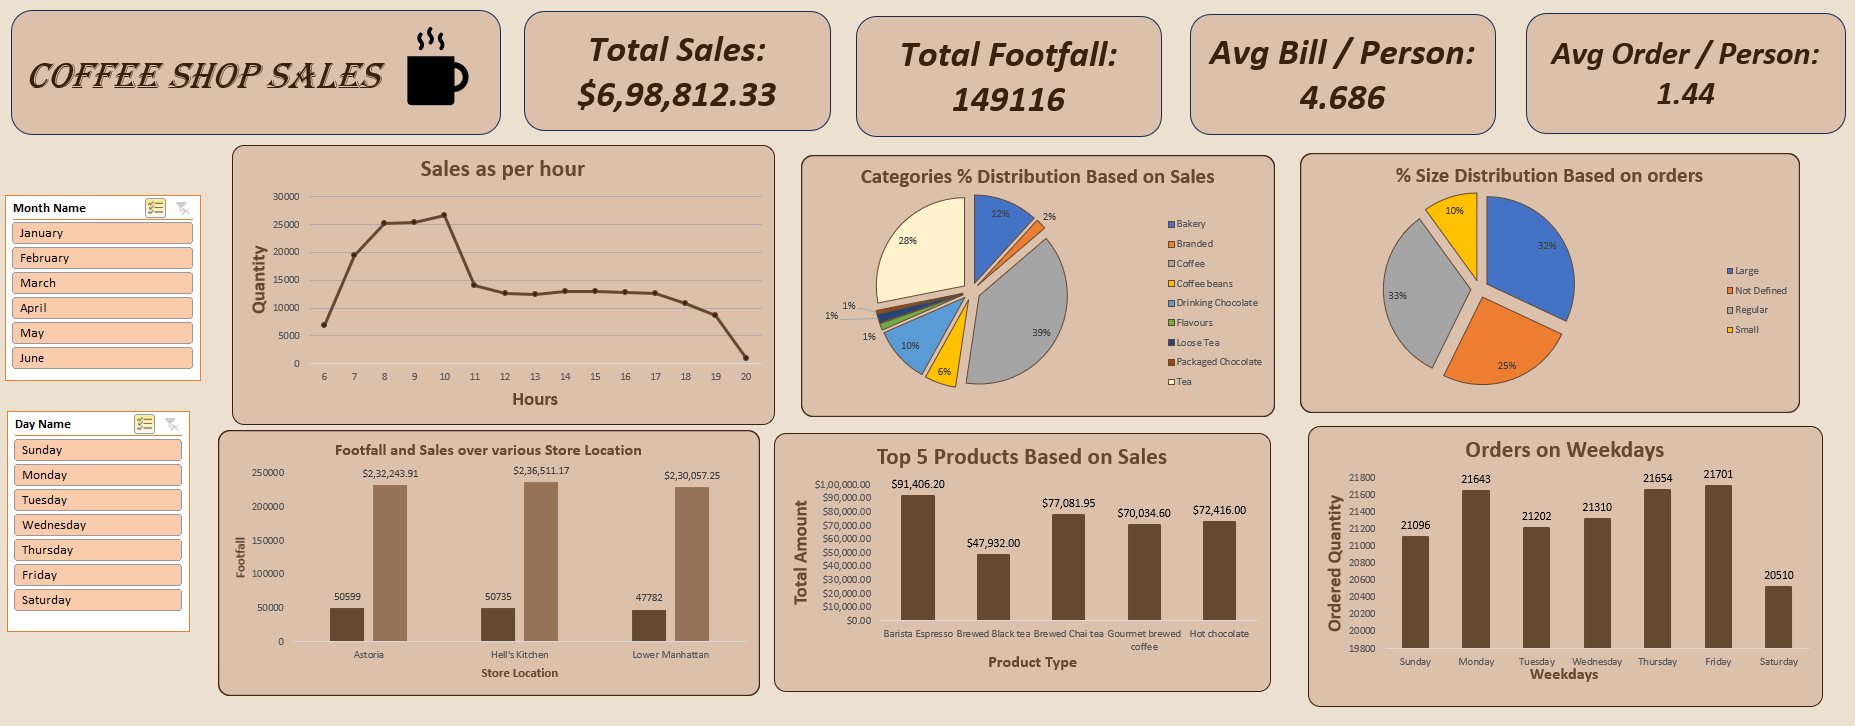 COFFEE SHOP SALES
Total Sales:
$6,98,812.33
Total Footfall:
149116
Avg Bill / Person:
4.686
Avg Order / Person:
1.44
Month Name
January
February
March
April
May
June
Day Name
Sunday
Monday
Tuesday
Wednesday
Thursday
Friday
Saturday
Sales as per hour
Quantity
30000
25000
20000
15000
10000
5000
0
6 7 8 9 10 11 12 13 14 15 16 17 18 19 20
Hours
Categories % Distribution Based on Sales
12%
2%
39%
6%
10%
1%
1%
1%
28%
Bakery
Branded
Coffee
Coffee beans
Drinking Chocolate
Flavours
Loose Tea
Packaged Chocolate
Tea
% Size Distribution Based on orders
32%
25%
33%
10%
Large
Not Defined
Regular
Small
Footfall and Sales over various Store Location
Footfall
250000
200000
150000
100000
50000
0
$2,32,243.91 $2,36,511.17 $2,30,057.25
50599 50735 47782
Astoria Hell's Kitchen Lower Manhattan
Store Location
Top 5 Products Based on Sales
Total Amount
$1,00,000.00
$90,000.00
$80,000.00
$70,000.00
$60,000.00
$50,000.00
$40,000.00
$30,000.00
$20,000.00
$10,000.00
$0.00
$91,406.20 $47,932.00 $77,081.95 $70,034.60 $72,416.00
Barista Espresso Brewed Black tea Brewed Chai tea Gourmet brewed coffee Hot chocolate
Product Type
Orders on Weekdays
Ordered Quantity
21800
21600
21400
21200
21000
20800
20600
20400
20200
20000
19800
21096 21643 21202 21310 21654 21701 20510
Sunday Monday Tuesday Wednesday Thursday Friday Saturday
Weekdays